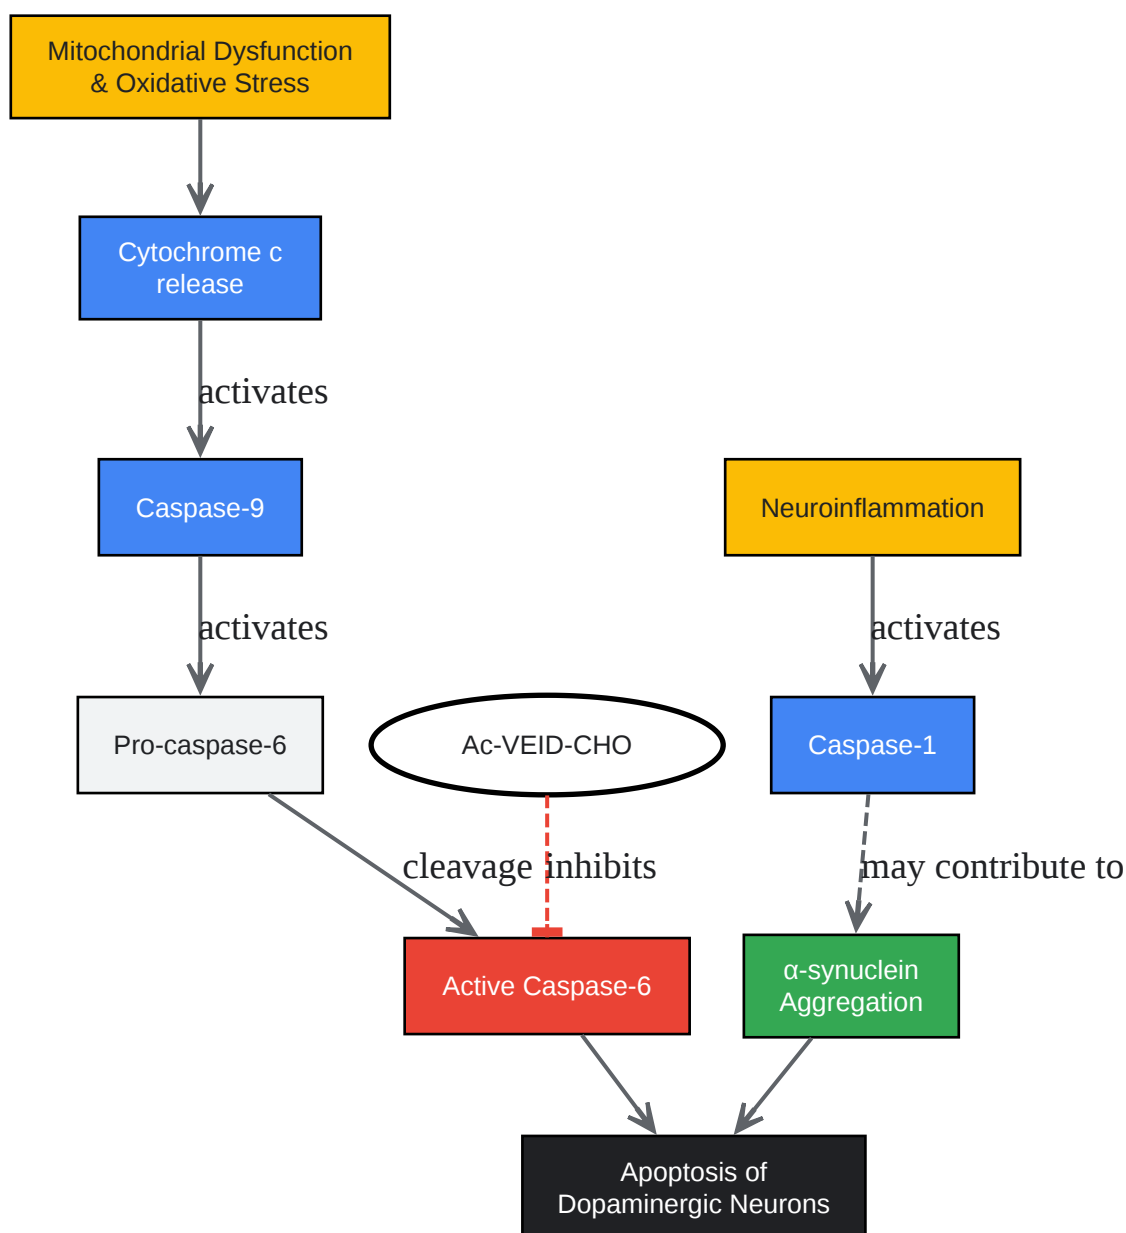 Mitochondrial Dysfunction
& Oxidative Stress
Cytochrome c
release
activates
Caspase-9
Neuroinflammation
activates
activates
Pro-caspase-6
Ac-VEID-CHO
Caspase-1
cleavage
inhibits
may contribute to
Active Caspase-6
α-synuclein
Aggregation
Apoptosis of
Dopaminergic Neurons